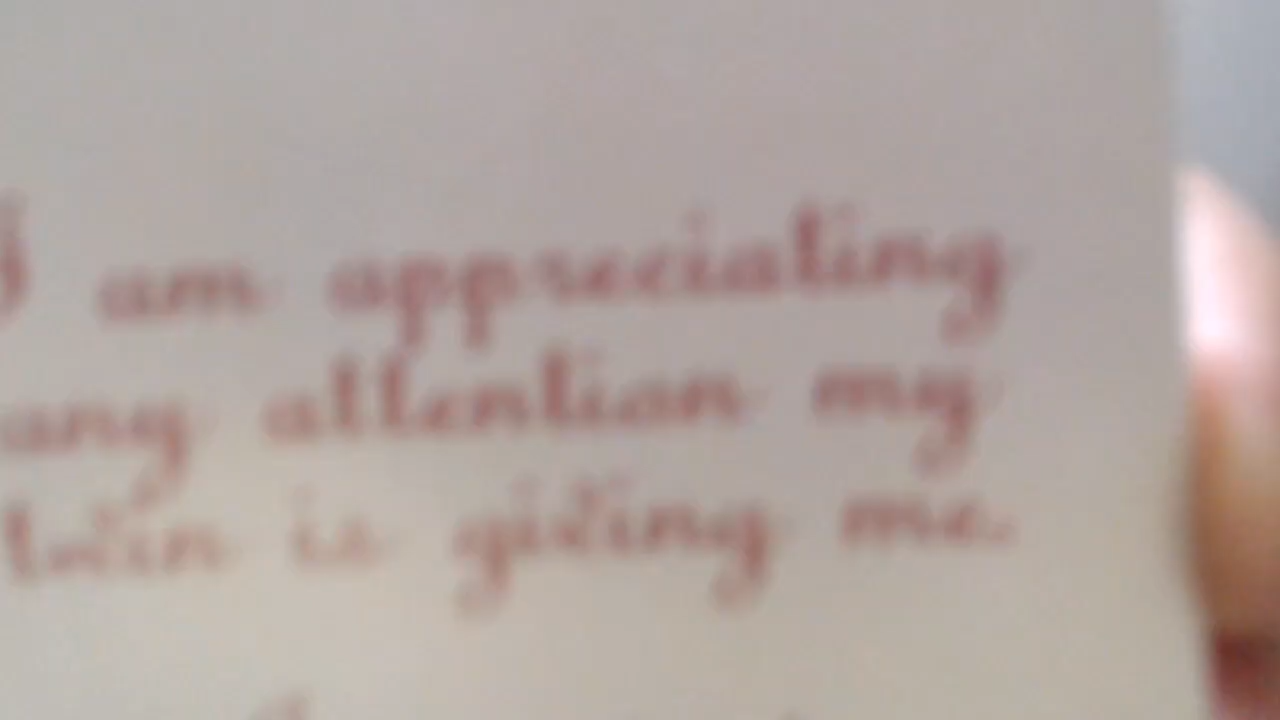 I am appreciating
any attention my
twin is giving me.